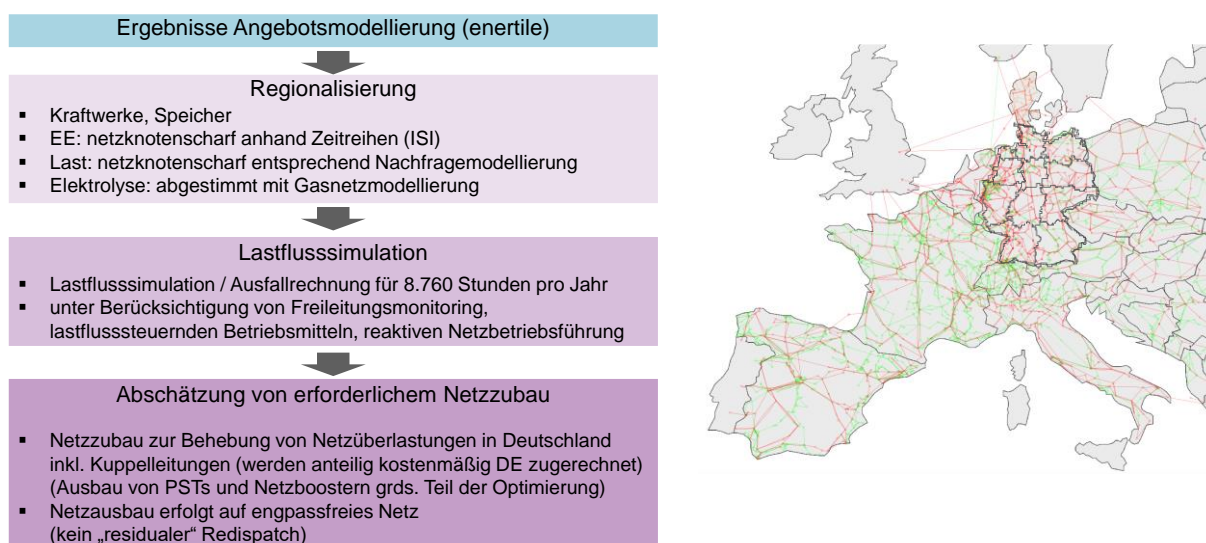 Ergebnisse Angebotsmodellierung (enertile)
Regionalisierung
▪ Kraftwerke, Speicher
▪ EE: netzknotenscharf anhand Zeitreihen (ISI)
▪ Last: netzknotenscharf entsprechend Nachfragemodellierung
▪ Elektrolyse: abgestimmt mit Gasnetzmodellierung
Lastflusssimulation
▪ Lastflusssimulation / Ausfallrechnung für 8.760 Stunden pro Jahr
▪ unter Berücksichtigung von Freileitungsmonitoring,
lastflusssteuernden Betriebsmitteln, reaktiven Netzbetriebsführung
Abschätzung von erforderlichem Netzzubau
▪ Netzzubau zur Behebung von Netzüberlastungen in Deutschland
inkl. Kuppelleitungen (werden anteilig kostenmäßig DE zugerechnet)
(Ausbau von PSTs und Netzboostern grds. Teil der Optimierung)
▪ Netzausbau erfolgt auf engpassfreies Netz
(kein „residualer" Redispatch)